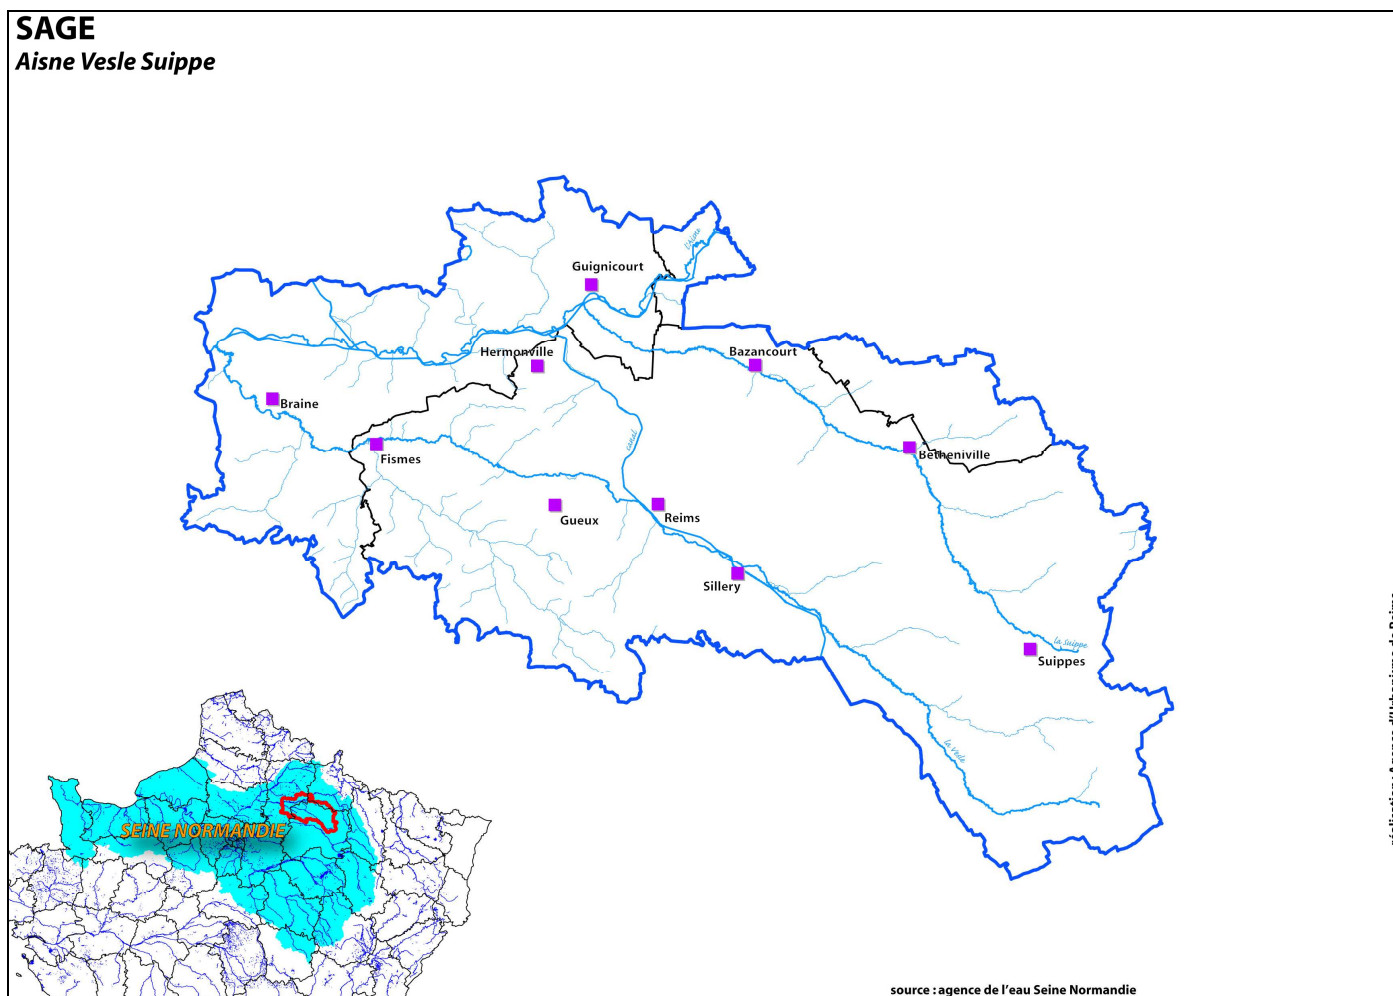 SAGE
Aisne Vesle Suippe
L'Aisne
Guignicourt
Hermonville
Bazancourt
Braine
canal
Fismes
Betheniville
Gueux
Reims
Sillery
la Suippe
Suippes
la Vesle
SEINE NORMANDIE
source : agence de l'eau Seine Normandie